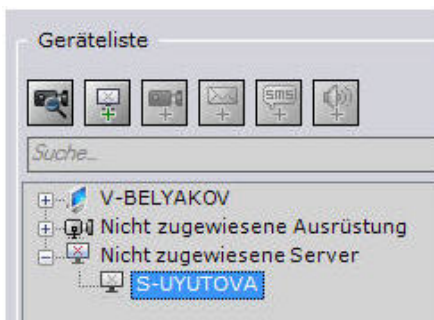 Geräteliste
sms
Suche...
V-BELYAKOV
Nicht zugewiesene Ausrüstung
Nicht zugewiesene Server
S-UYUTOVA